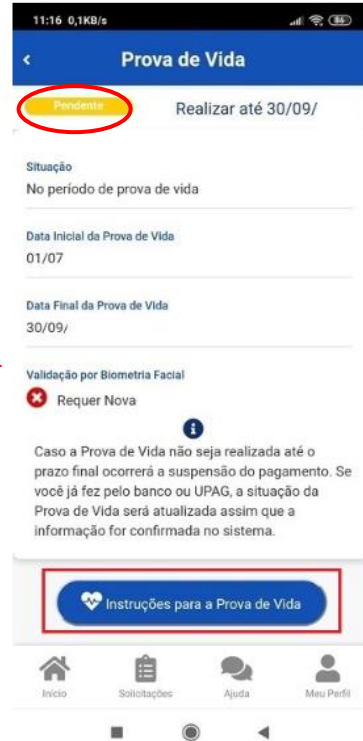 11:16 0,1KB/s
84
Prova de Vida
Pendente
Realizar até 30/09/
Situação
No período de prova de vida
Data Inicial da Prova de Vida
01/07
Data Final da Prova de Vida
30/09/
Validação por Biometria Facial
Requer Nova
Caso a Prova de Vida não seja realizada até o
prazo final ocorrerá a suspensão do pagamento. Se
você já fez pelo banco ou UPAG, a situação da
Prova de Vida será atualizada assim que a
informação for confirmada no sistema.
Instruções para a Prova de Vida
Início
Solicitações
Ajuda
Meu Perfil